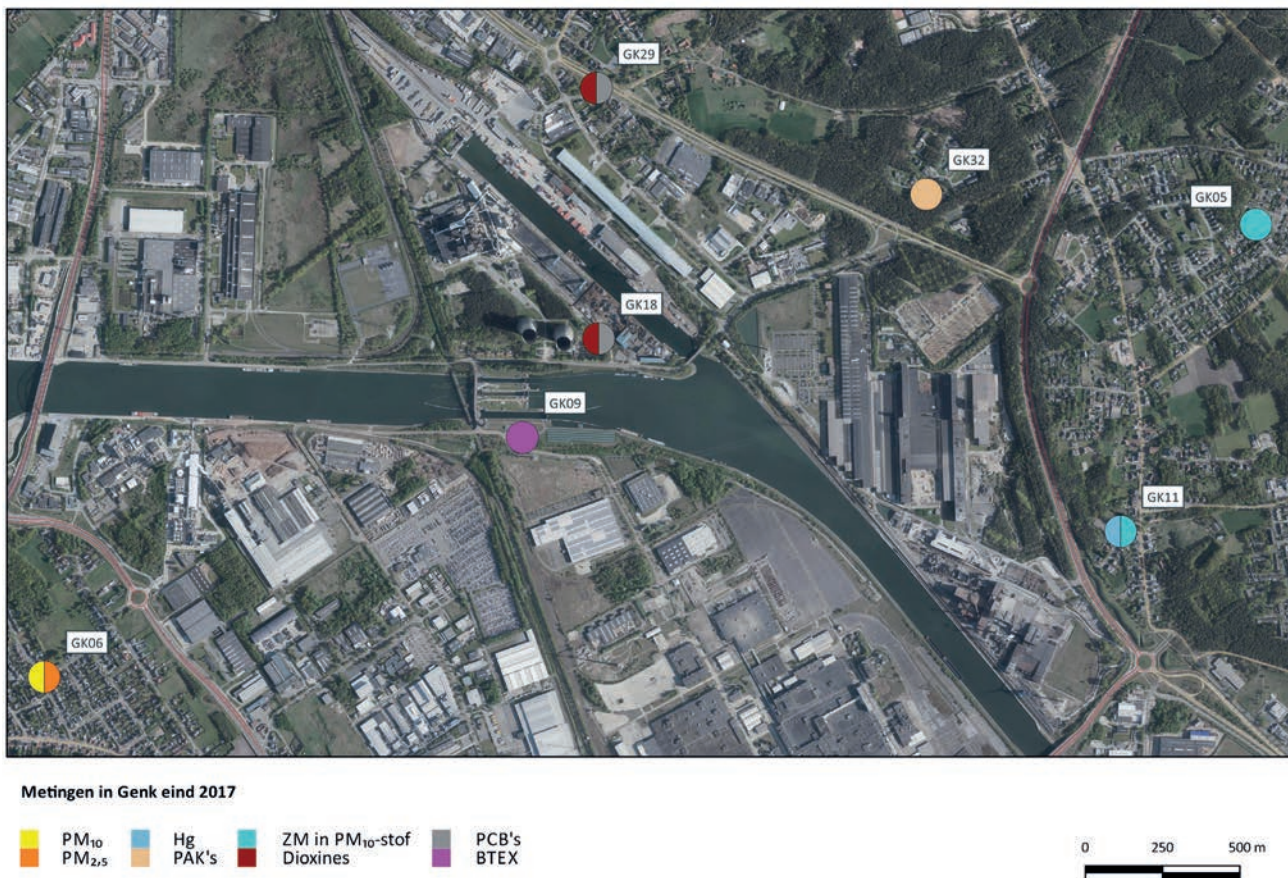 GK29
GK32
GK05
GK18
GK09
GK11
GK06
Metingen in Genk eind 2017
PM₁₀ Hg ZM in PM₁₀-stof PCB's
PM₂,₅ PAK's Dioxines BTEX
0 250 500 m